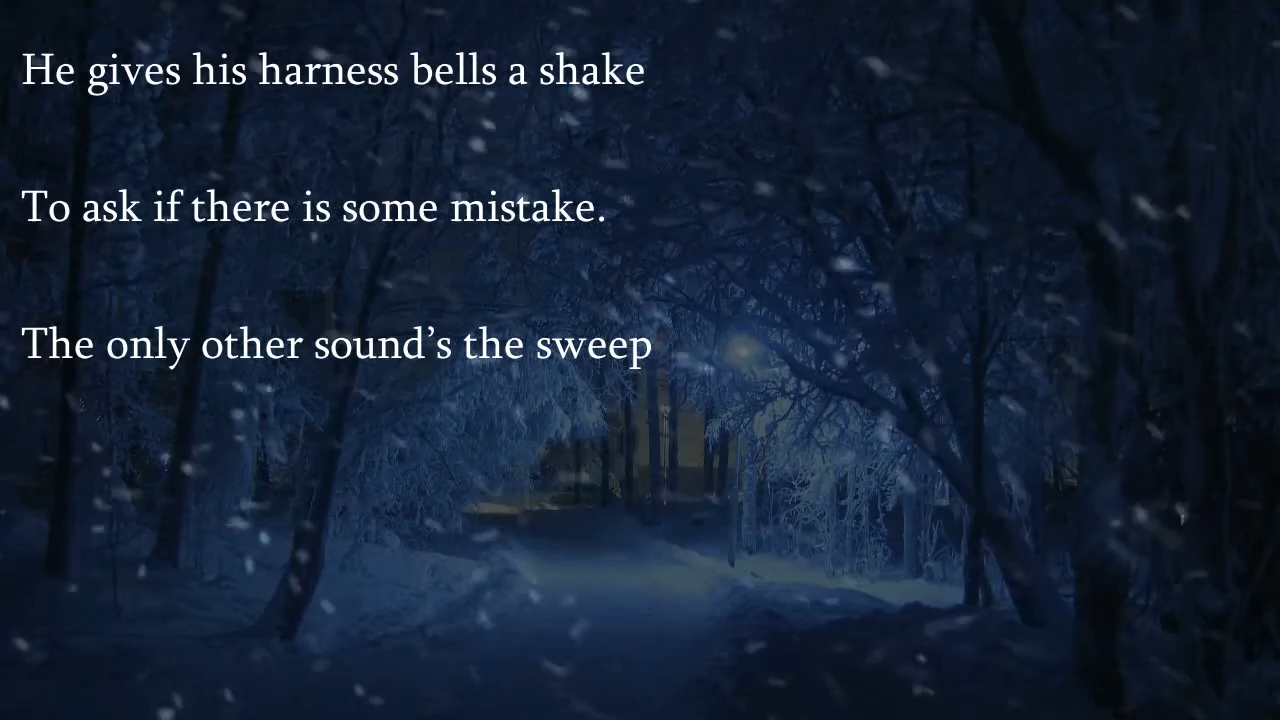 He gives his harness bells a shake
To ask if there is some mistake.
The only other sound’s the sweep